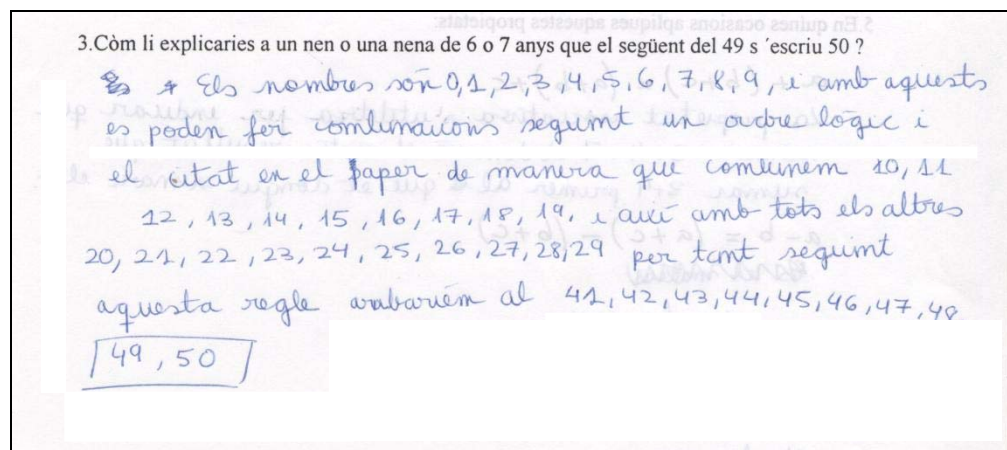 3.Còm li explicaries a un nen o una nena de 6 o 7 anys que el següent del 49 s ´escriu 50 ?
* Els nombres són 0,1,2,3,4,5,6,7,8,9, i amb aquests
es poden fer combinacions seguint un ordre lògic i
el citat en el paper de manera que combinem 10, 11
12, 13, 14, 15, 16, 17, 18, 19, i així amb tots els altres
20, 21, 22, 23, 24, 25, 26, 27, 28, 29 per tant seguint
aquesta regle arribariem al 41, 42, 43, 44, 45, 46, 47, 48
49, 50